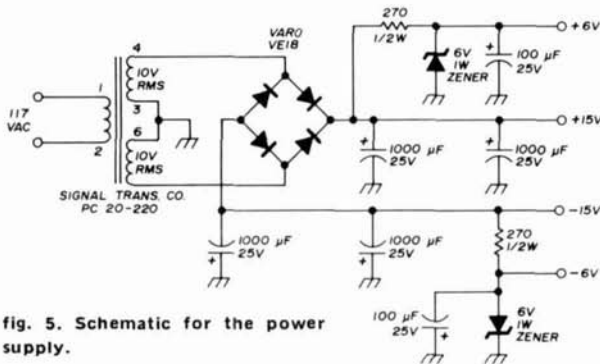 270
1/2W
+6V
VARO
VE18
4
10V
RMS
6V
1W
ZENER
+
100 µF
25V
117
VAC
1
2
3
6
10V
RMS
+15V
+
1000 µF
25V
+
1000 µF
25V
SIGNAL TRANS. CO.
PC 20-220
-15V
1000 µF
25V
+
1000 µF
25V
+
270
1/2W
-6V
100 µF
25V
+
6V
1W
ZENER
fig. 5. Schematic for the power
supply.